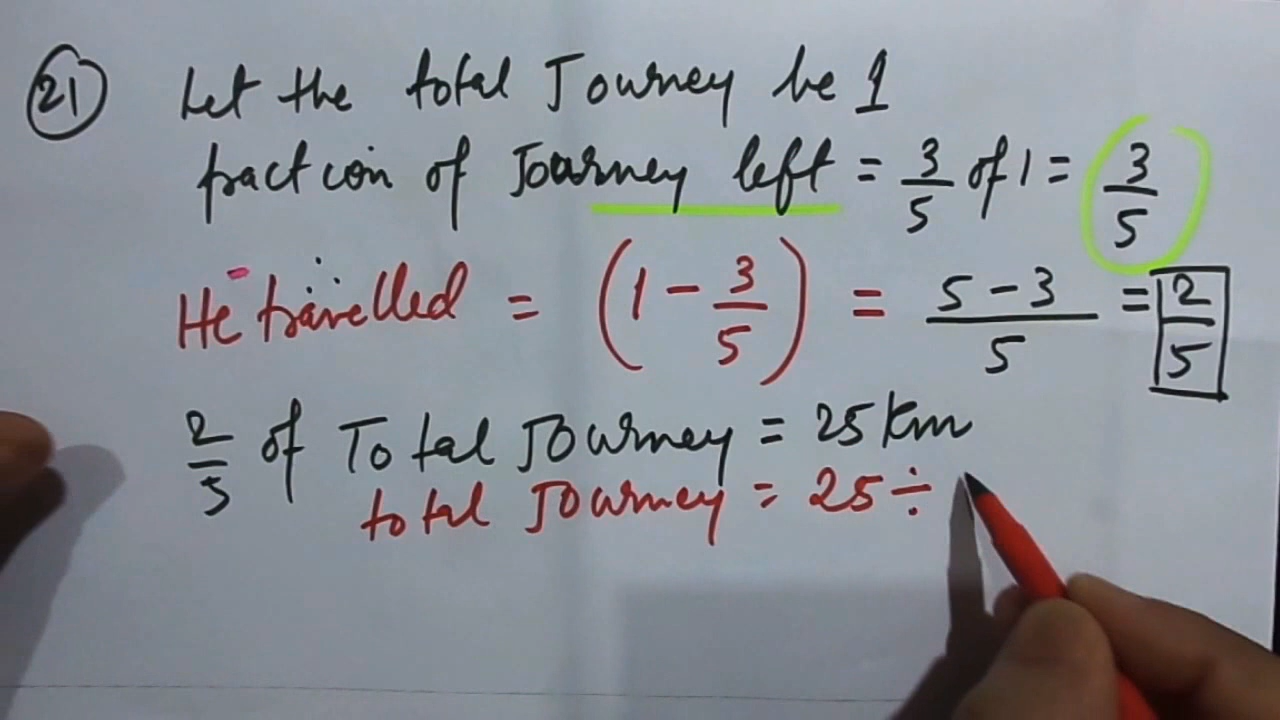 21 Let the total Journey be 1
fraction of Journey left = 3/5 of 1 = 3/5
He travelled = (1 - 3/5) = 5-3/5 = 2/5
2/5 of Total Journey = 25 km
total Journey = 25 ÷